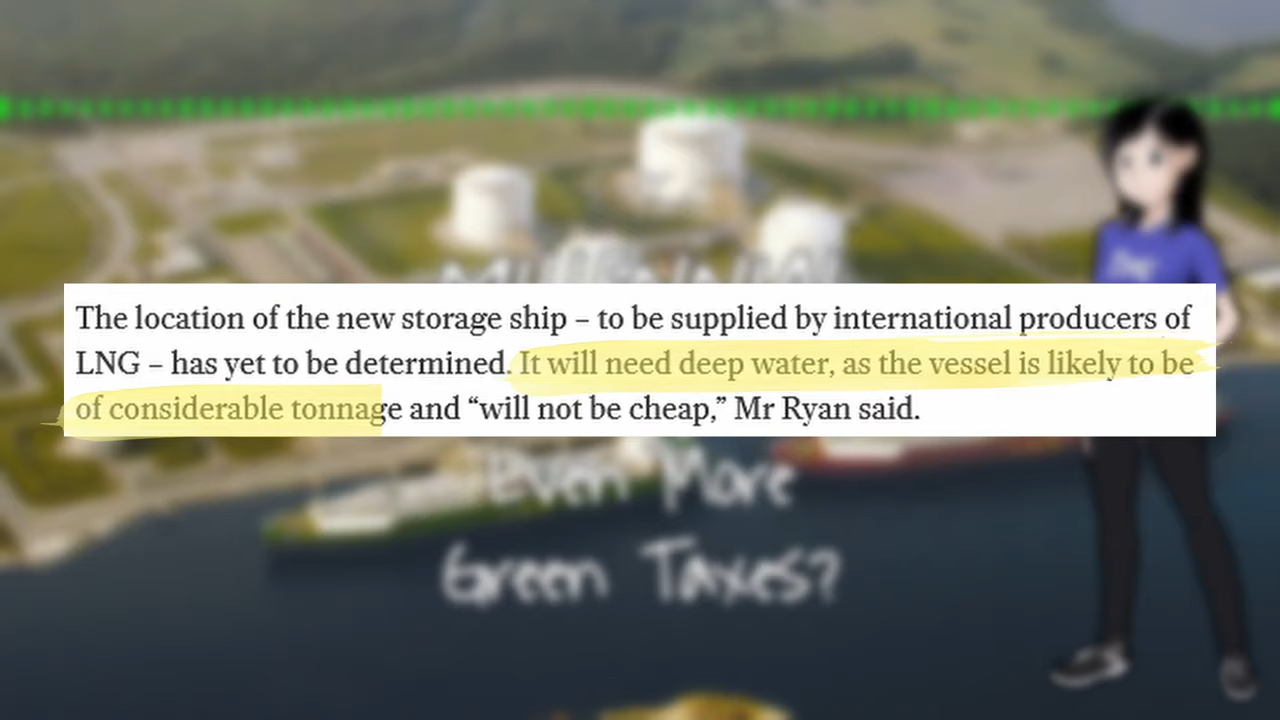 The location of the new storage ship – to be supplied by international producers of
LNG – has yet to be determined. It will need deep water, as the vessel is likely to be
of considerable tonnage and “will not be cheap,” Mr Ryan said.
Even More
Green Taxes?